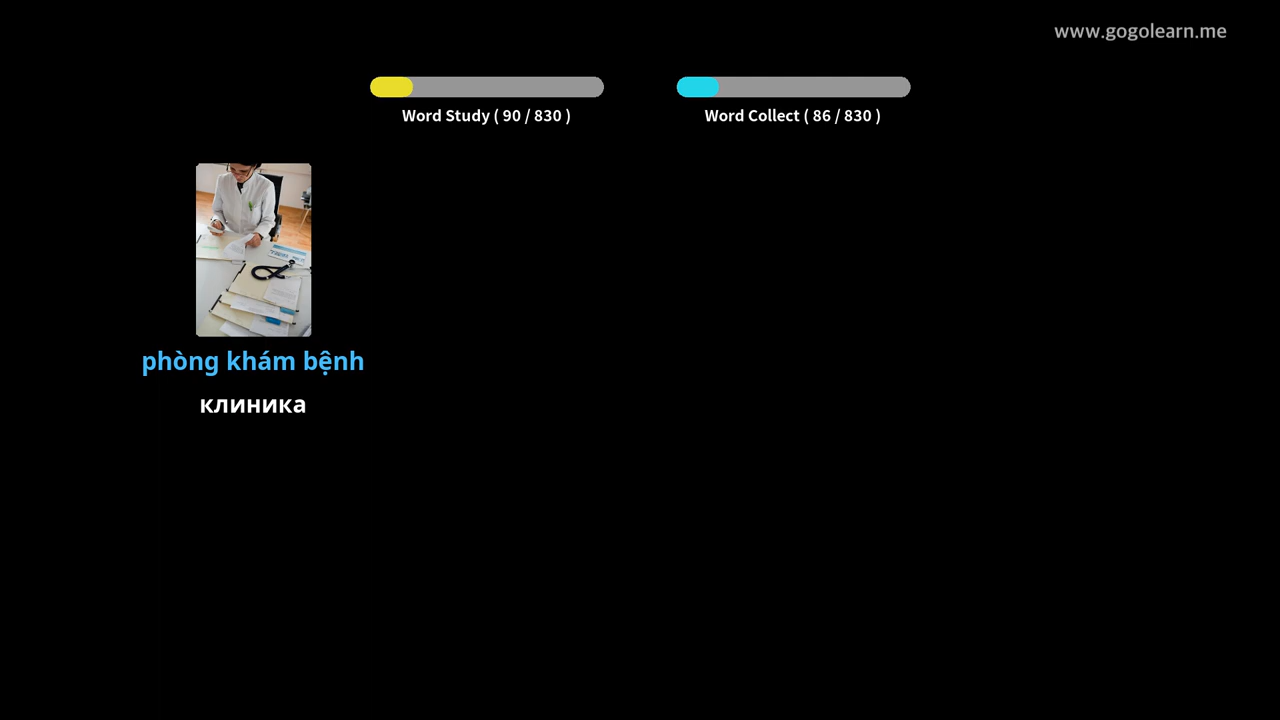 www.gogolearn.me
Word Study ( 90 / 830 )
Word Collect ( 86 / 830 )
phòng khám bệnh
клиника